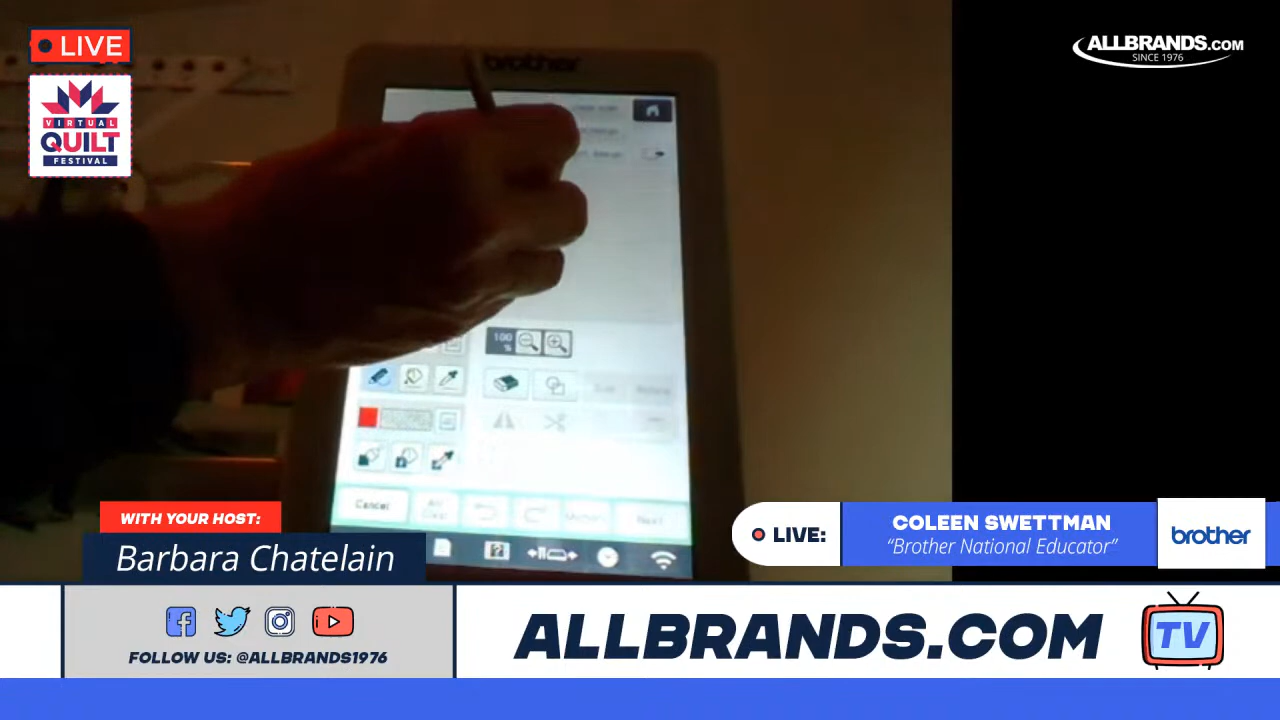 LIVE
VIRTUAL
QUILT
FESTIVAL
ALLBRANDS.COM
SINCE 1976
brother
100
%
Cancel
Next
WITH YOUR HOST:
Barbara Chatelain
LIVE:
COLEEN SWETTMAN
“Brother National Educator”
brother
FOLLOW US: @ALLBRANDS1976
ALLBRANDS.COM
TV